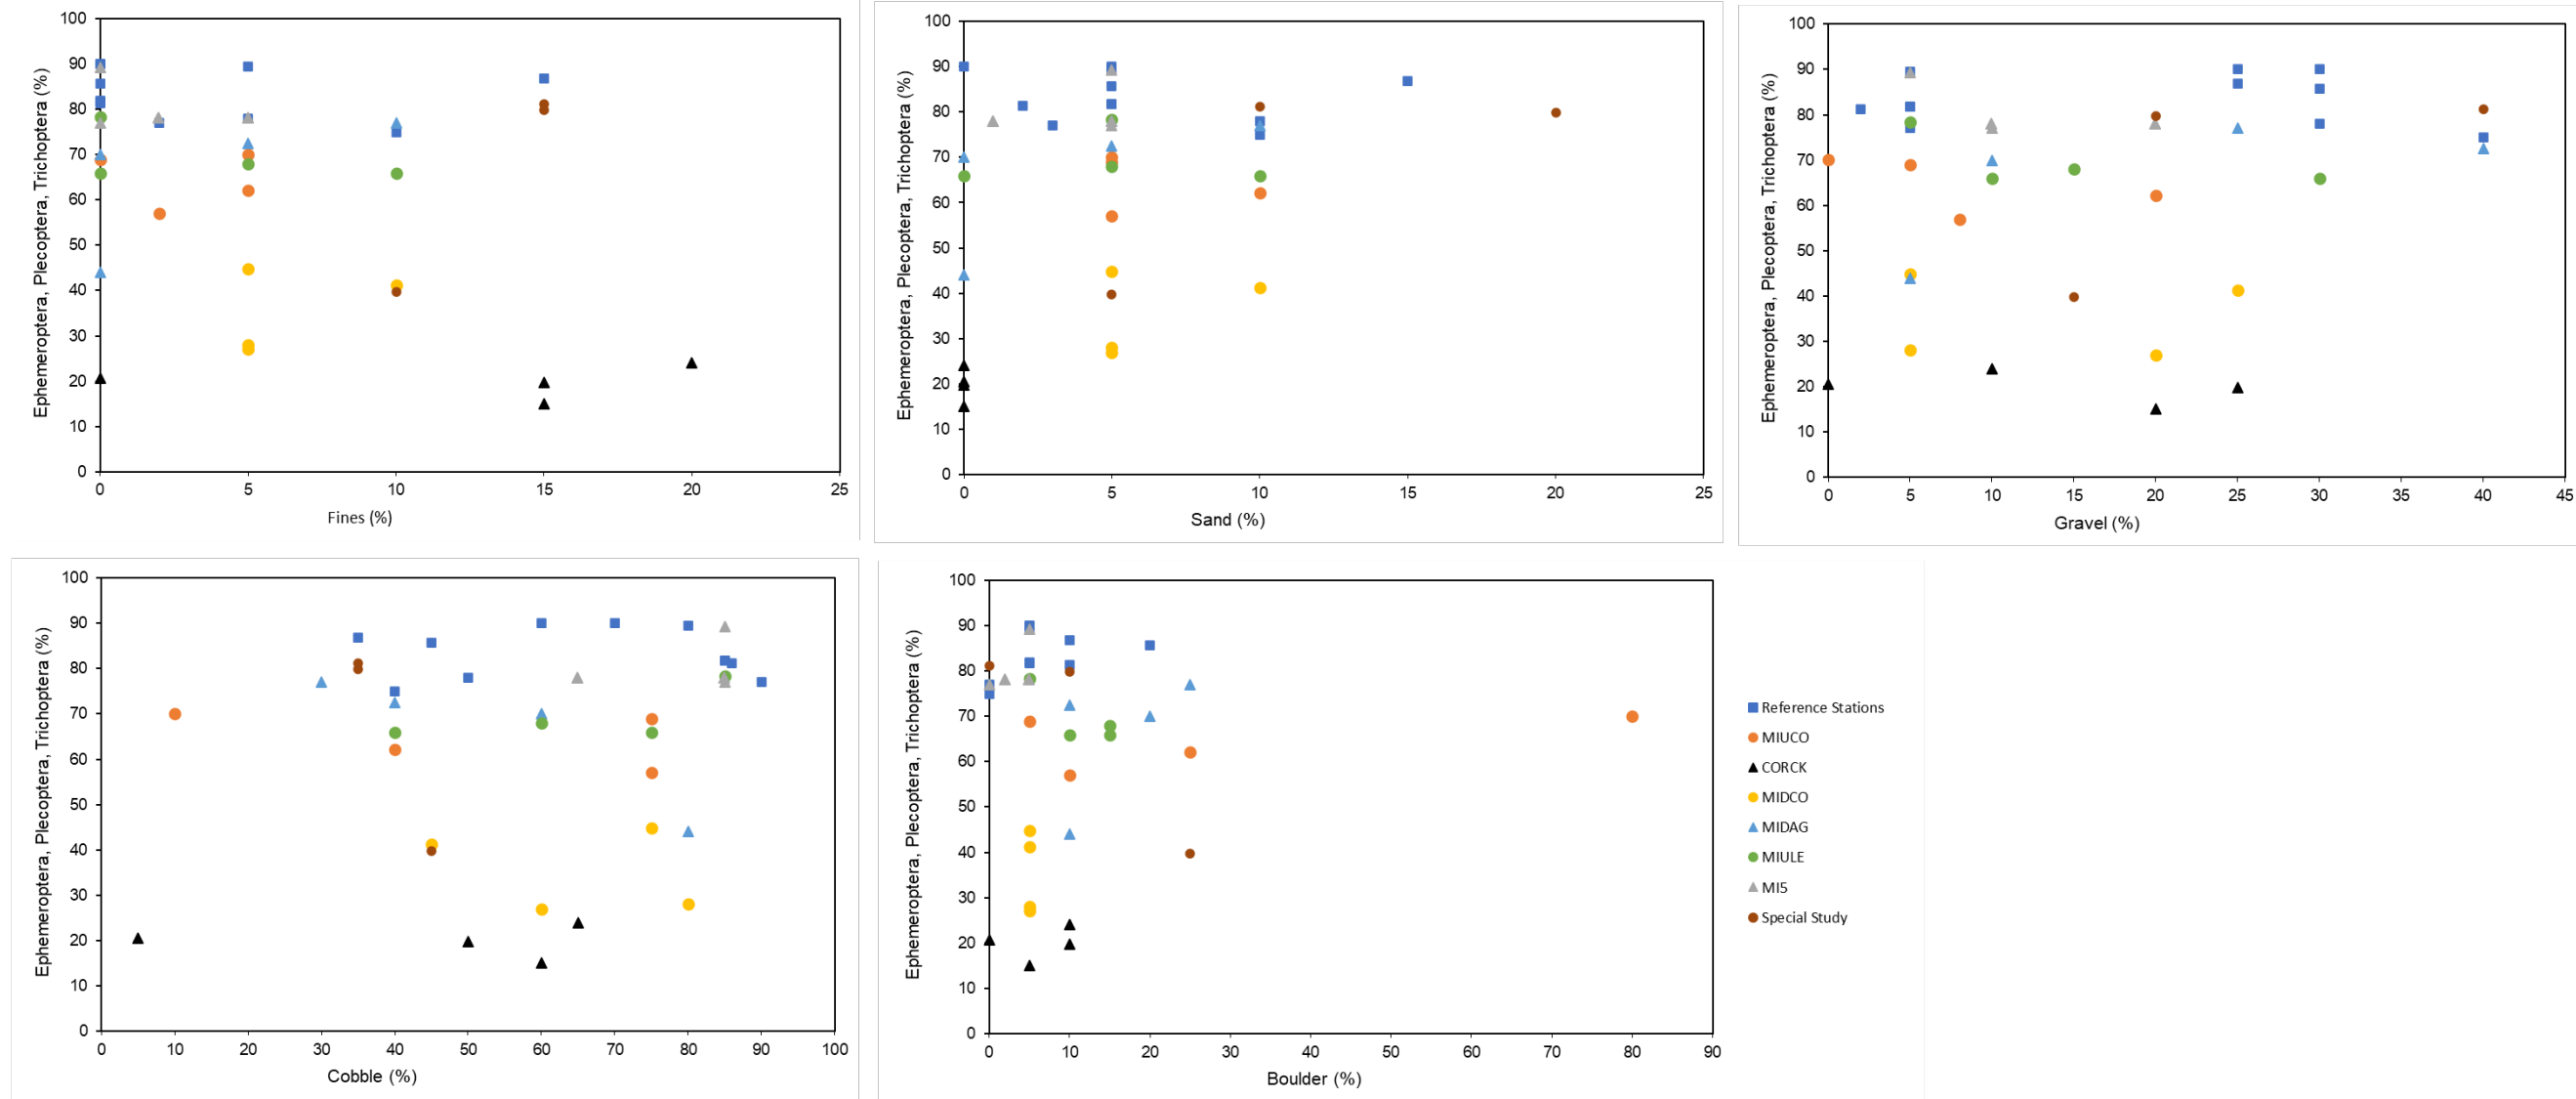 Ephemeroptera, Plecoptera, Trichoptera (%)
100
90
80
70
60
50
40
30
20
10
0
0 5 10 15 20 25
Fines (%)
Ephemeroptera, Plecoptera, Trichoptera (%)
100
90
80
70
60
50
40
30
20
10
0
0 5 10 15 20 25
Sand (%)
Ephemeroptera, Plecoptera, Trichoptera (%)
100
90
80
70
60
50
40
30
20
10
0
0 5 10 15 20 25 30 35 40 45
Gravel (%)
Ephemeroptera, Plecoptera, Trichoptera (%)
100
90
80
70
60
50
40
30
20
10
0
0 10 20 30 40 50 60 70 80 90 100
Cobble (%)
Ephemeroptera, Plecoptera, Trichoptera (%)
100
90
80
70
60
50
40
30
20
10
0
0 10 20 30 40 50 60 70 80 90
Boulder (%)
Reference Stations
MIUCO
CORCK
MIDCO
MIDAG
MIULE
MI5
Special Study